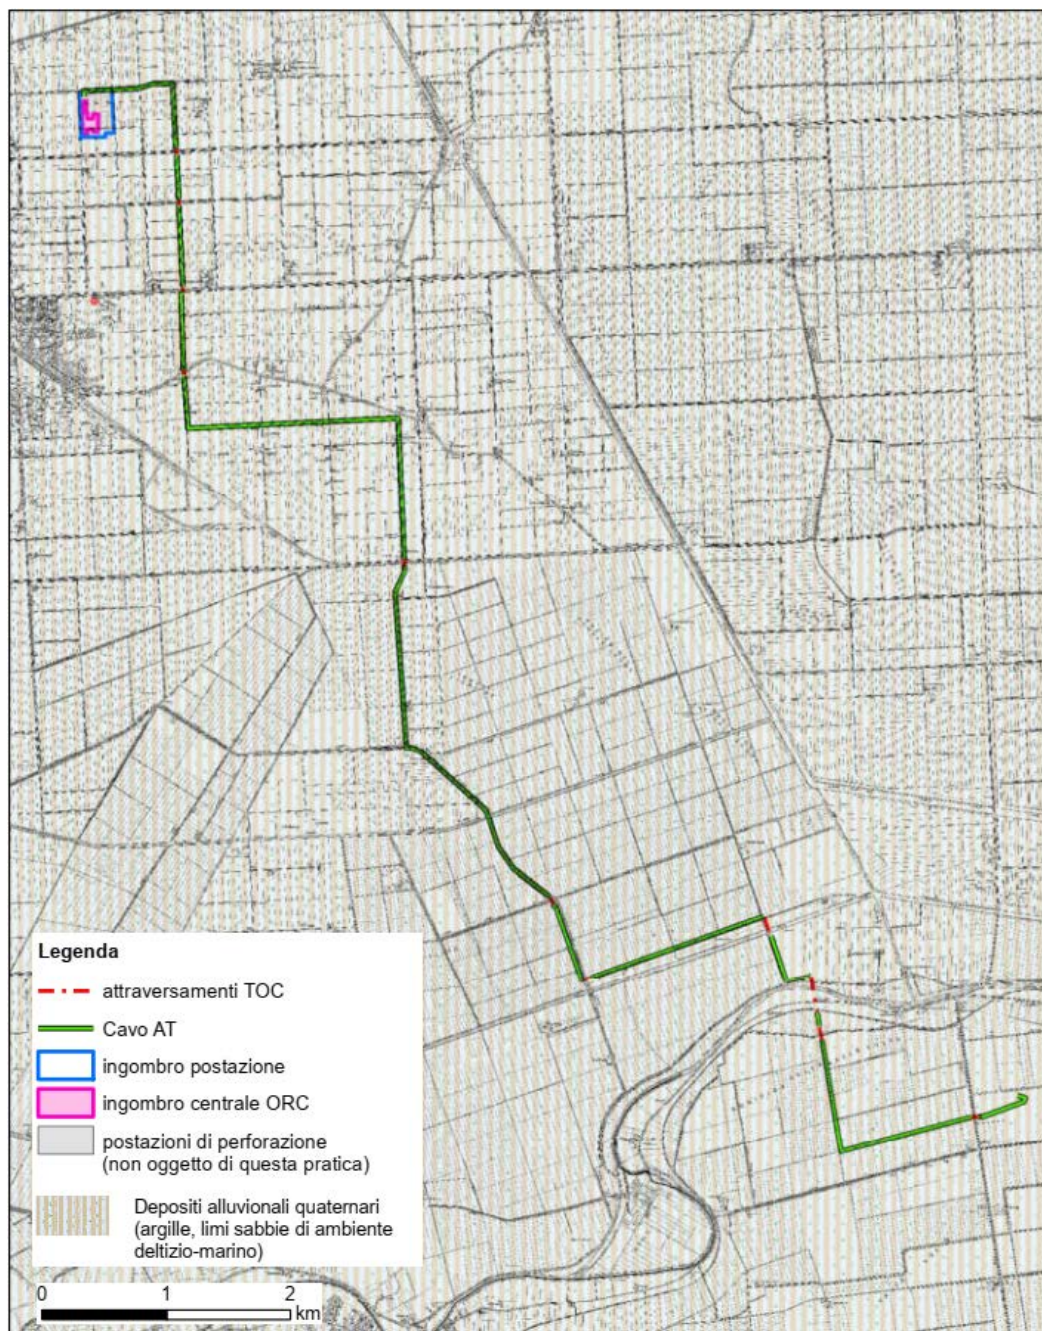 Legenda
attraversamenti TOC
Cavo AT
ingombro postazione
ingombro centrale ORC
postazioni di perforazione
(non oggetto di questa pratica)
Depositi alluvionali quaternari
(argille, limi sabbie di ambiente
deltizio-marino)
0 1 2
km